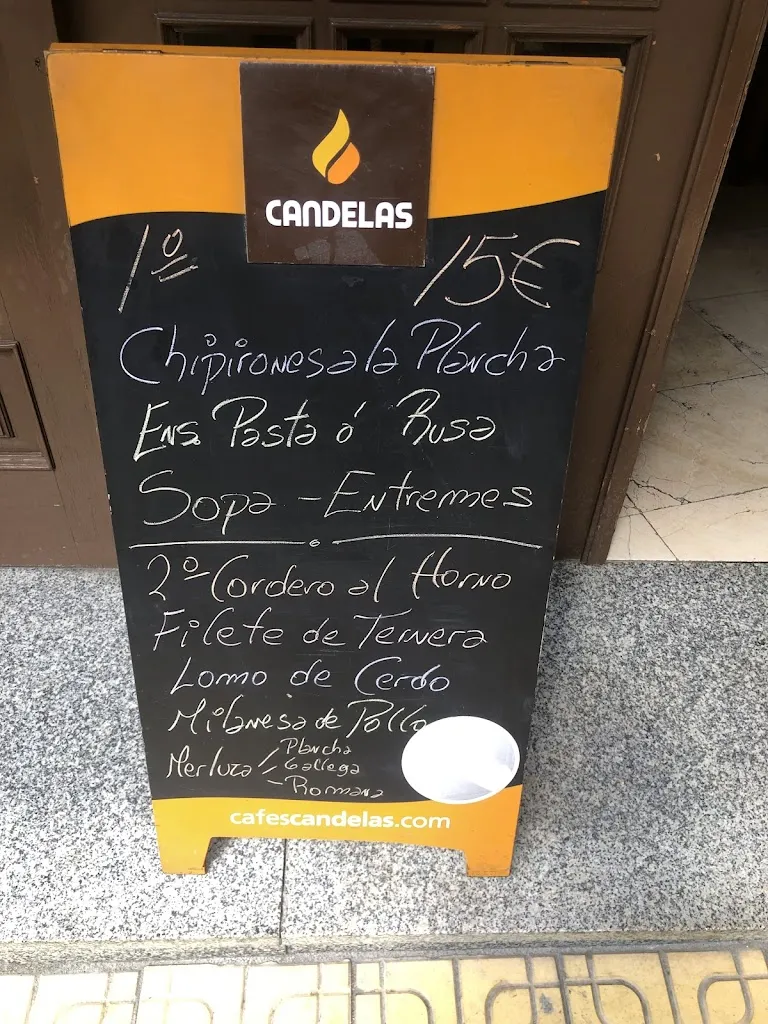 CANDELAS
1º 15€
Chipirones a la Plancha
Ens. Pasta ó Rusa
Sopa - Entremes
2º Cordero al Horno
Filete de Ternera
Lomo de Cerdo
Milanesa de Pollo
Plancha
Merluza Gallega
- Romana
cafescandelas.com